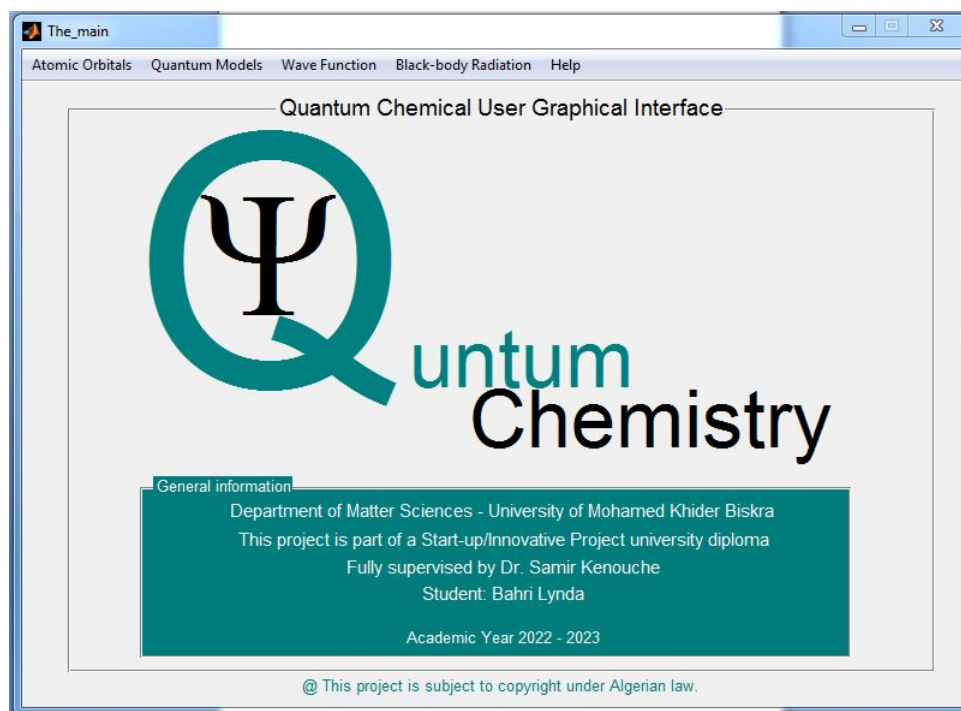 The_main
Atomic Orbitals Quantum Models Wave Function Black-body Radiation Help
Quantum Chemical User Graphical Interface
Ψ
Quntum
Chemistry
General information
Department of Matter Sciences - University of Mohamed Khider Biskra
This project is part of a Start-up/Innovative Project university diploma
Fully supervised by Dr. Samir Kenouche
Student: Bahri Lynda
Academic Year 2022 - 2023
@ This project is subject to copyright under Algerian law.